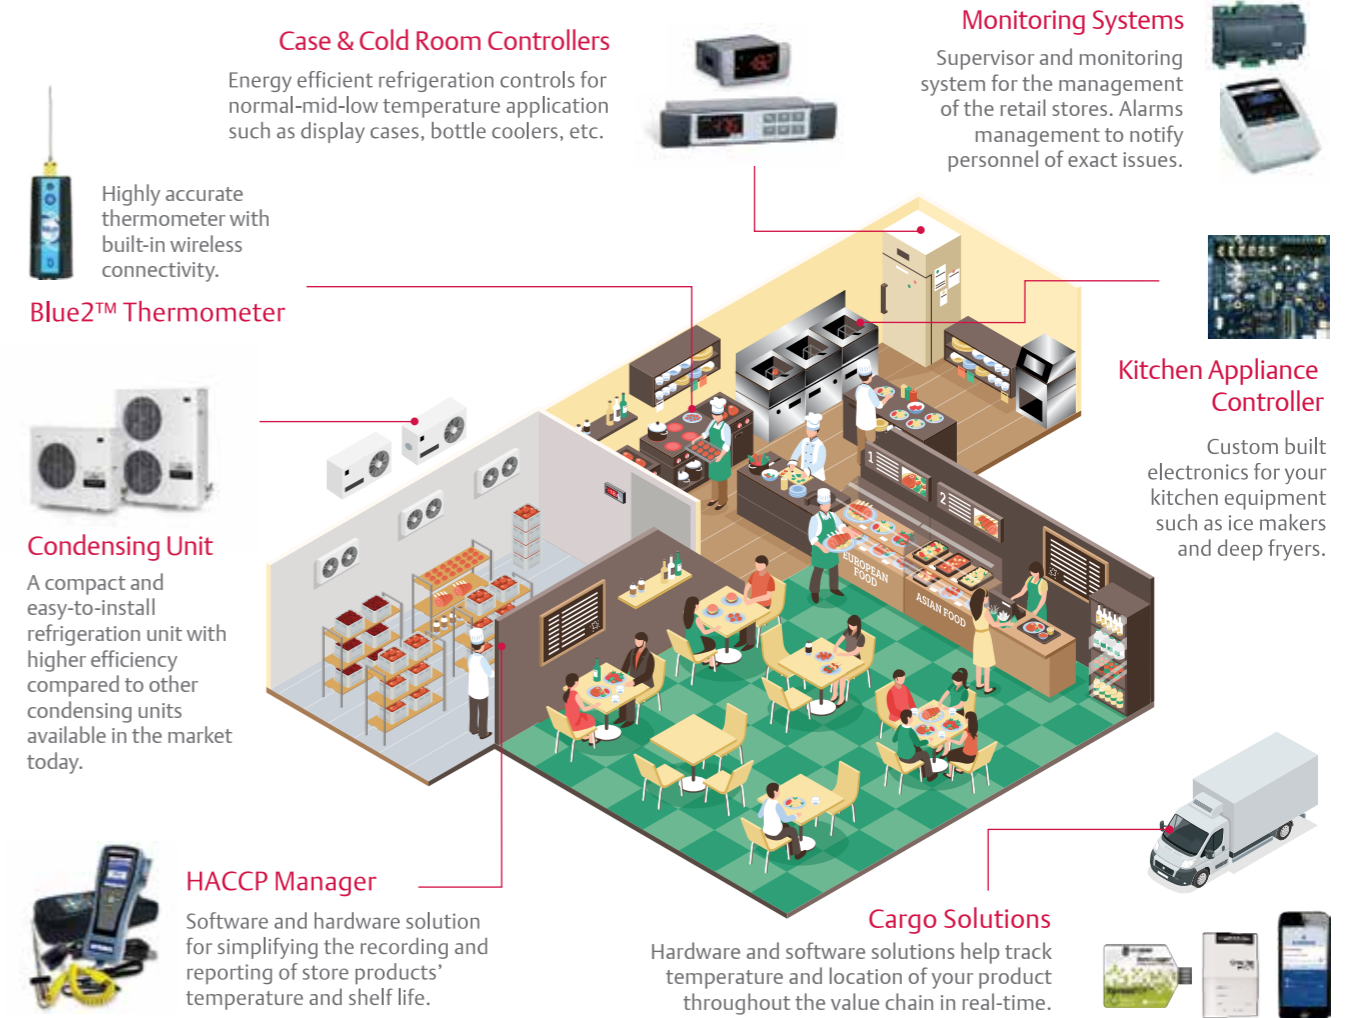 Case & Cold Room Controllers
Energy efficient refrigeration controls for
normal-mid-low temperature application
such as display cases, bottle coolers, etc.
Monitoring Systems
Supervisor and monitoring
system for the management
of the retail stores. Alarms
management to notify
personnel of exact issues.
Highly accurate
thermometer with
built-in wireless
connectivity.
Blue2™ Thermometer
Kitchen Appliance
Controller
Custom built
electronics for your
kitchen equipment
such as ice makers
and deep fryers.
Condensing Unit
A compact and
easy-to-install
refrigeration unit with
higher efficiency
compared to other
condensing units
available in the market
today.
1
2
EUROPEAN
FOOD
ASIAN FOOD
HACCP Manager
Software and hardware solution
for simplifying the recording and
reporting of store products’
temperature and shelf life.
Cargo Solutions
Hardware and software solutions help track
temperature and location of your product
throughout the value chain in real-time.